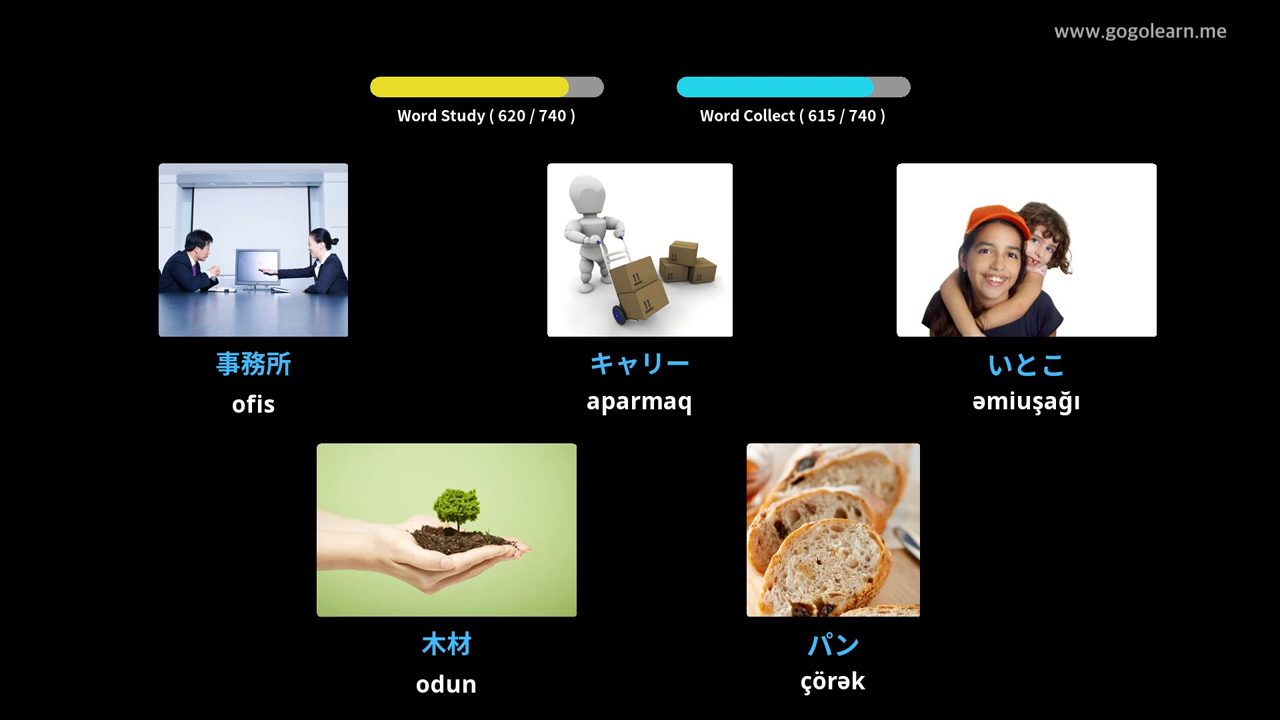 www.gogolearn.me
Word Study ( 620 / 740 )
Word Collect ( 615 / 740 )
事務所
ofis
キャリー
aparmaq
いとこ
əmiuşağı
木材
odun
パン
çörək